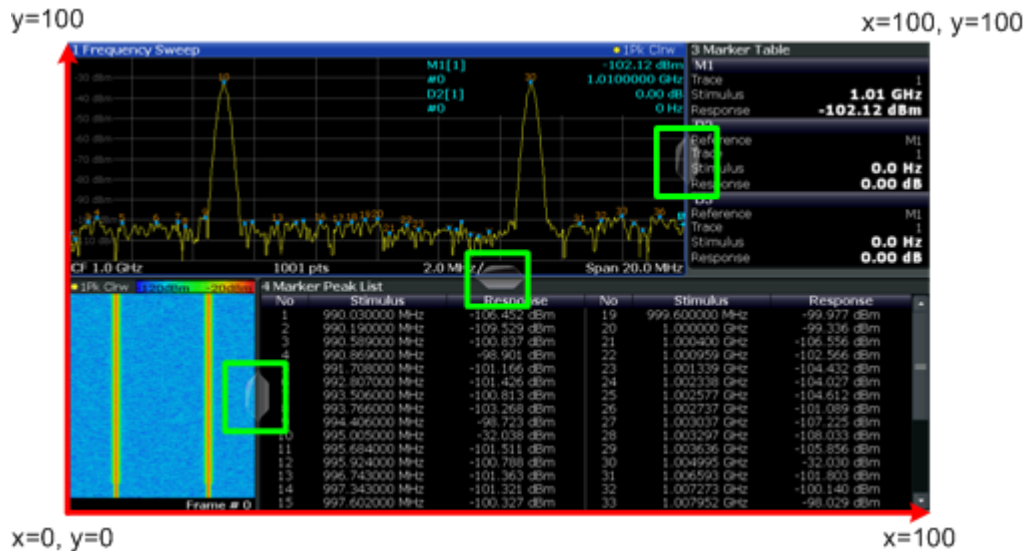 y=100
x=100, y=100
1 Frequency Sweep
1Pk Clrw
M1[1] -102.12 dBm
#0 1.0100000 GHz
D2[1] 0.00 dB
#0 0 Hz
-30 dBm
-40 dBm
-50 dBm
-60 dBm
-70 dBm
-80 dBm
-90 dBm
10
30
CF 1.0 GHz 1001 pts 2.0 MHz/ Span 20.0 MHz
3 Marker Table
M1
Trace 1
Stimulus 1.01 GHz
Response -102.12 dBm
D2
Reference M1
Trace 1
Stimulus 0.0 Hz
Response 0.00 dB
D3
Reference M1
Trace 1
Stimulus 0.0 Hz
Response 0.00 dB
1Pk Clrw -120dBm -20dBm
Frame # 0
4 Marker Peak List
No Stimulus Response No Stimulus Response
1 990.030000 MHz -106.452 dBm 19 999.600000 MHz -99.977 dBm
2 990.190000 MHz -109.529 dBm 20 1.000000 GHz -99.336 dBm
3 990.589000 MHz -100.837 dBm 21 1.000400 GHz -106.556 dBm
4 990.869000 MHz -98.901 dBm 22 1.000959 GHz -102.566 dBm
991.708000 MHz -101.166 dBm 23 1.001339 GHz -104.432 dBm
992.807000 MHz -101.426 dBm 24 1.002338 GHz -104.027 dBm
993.506000 MHz -100.813 dBm 25 1.002577 GHz -104.612 dBm
993.766000 MHz -103.268 dBm 26 1.002737 GHz -101.089 dBm
994.406000 MHz -98.723 dBm 27 1.003037 GHz -107.225 dBm
10 995.005000 MHz -32.038 dBm 28 1.003297 GHz -108.033 dBm
11 995.684000 MHz -101.511 dBm 29 1.003636 GHz -105.856 dBm
12 995.924000 MHz -100.788 dBm 30 1.004995 GHz -32.030 dBm
13 996.743000 MHz -101.363 dBm 31 1.006593 GHz -101.803 dBm
14 997.343000 MHz -101.321 dBm 32 1.007273 GHz -100.140 dBm
15 997.602000 MHz -100.327 dBm 33 1.007952 GHz -98.029 dBm
x=0, y=0
x=100